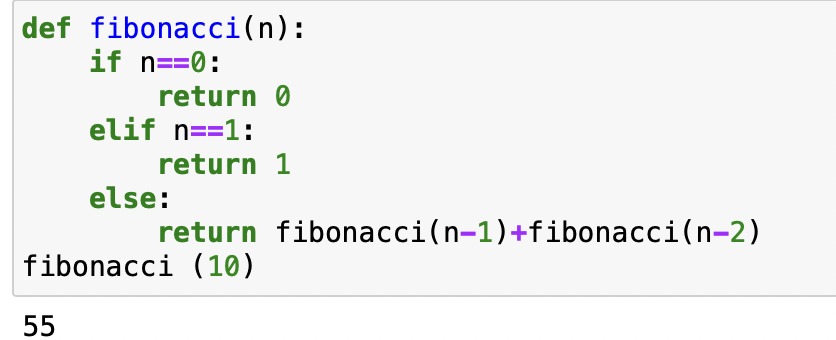 def fibonacci(n):
    if n==0:
        return 0
    elif n==1:
        return 1
    else:
        return fibonacci(n-1)+fibonacci(n-2)
fibonacci (10)
55